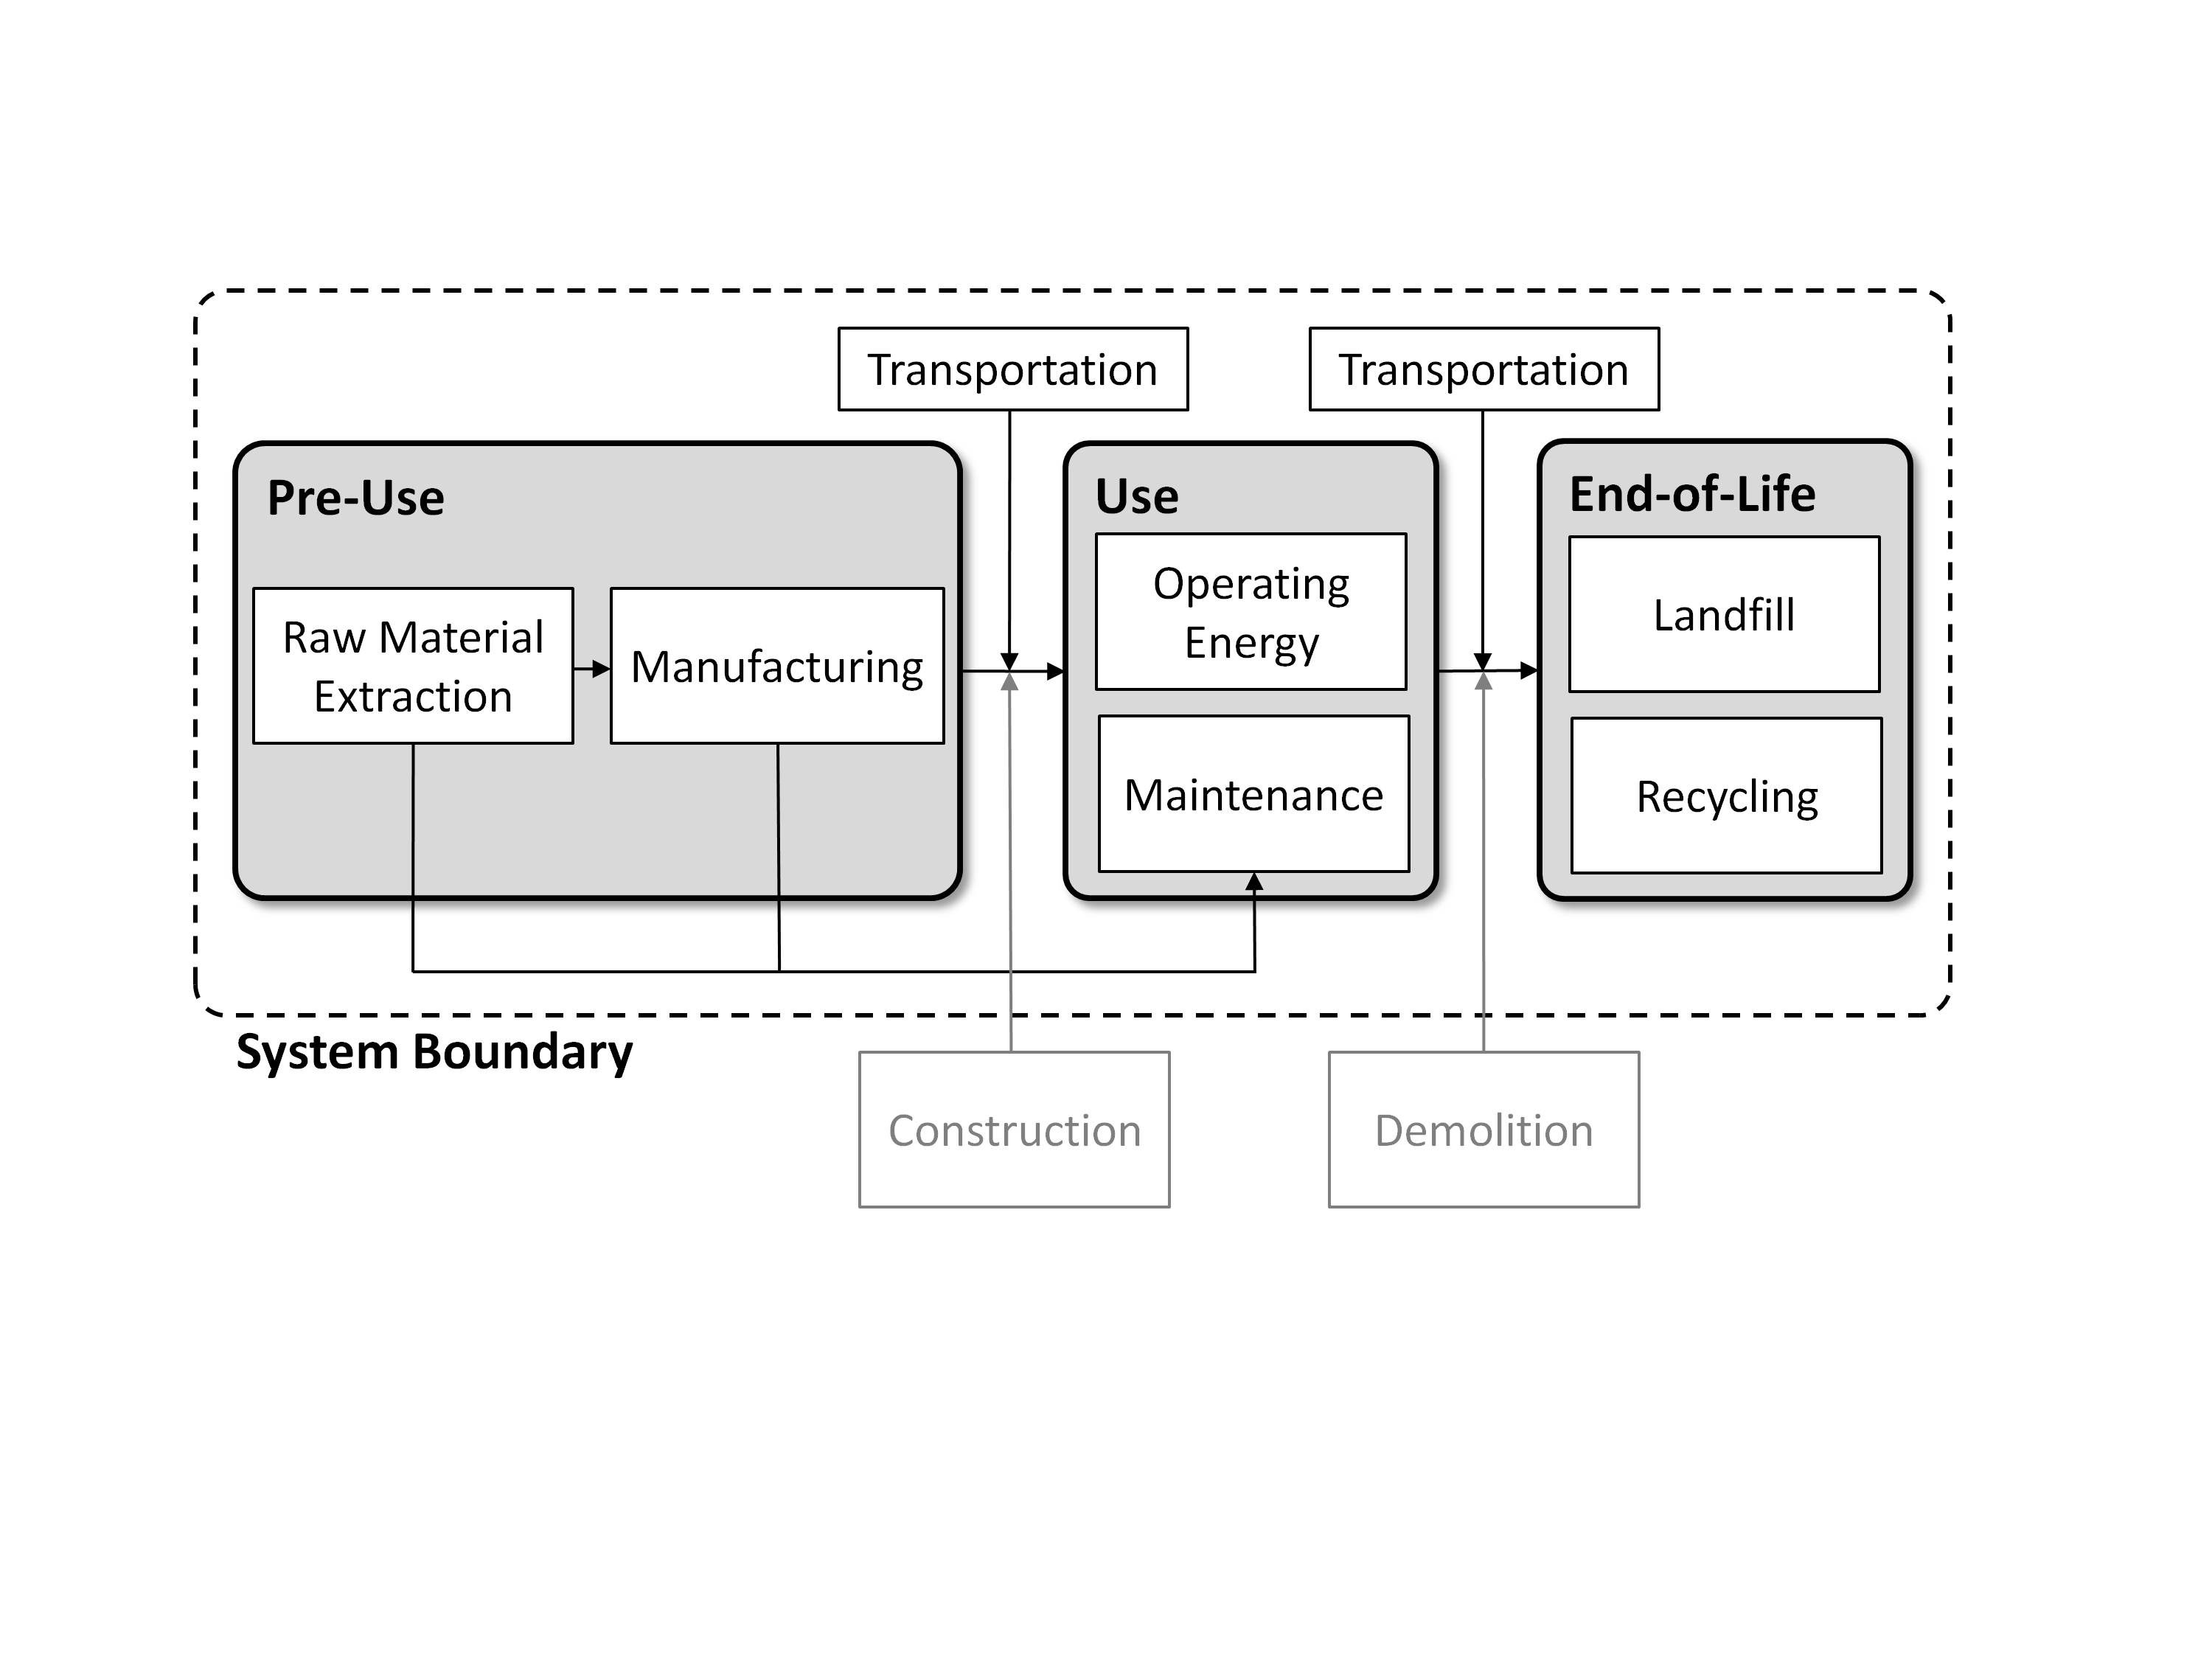 Transportation
Transportation
Pre-Use
Raw Material
Extraction
Manufacturing
Use
Operating
Energy
Maintenance
End-of-Life
Landfill
Recycling
System Boundary
Construction
Demolition